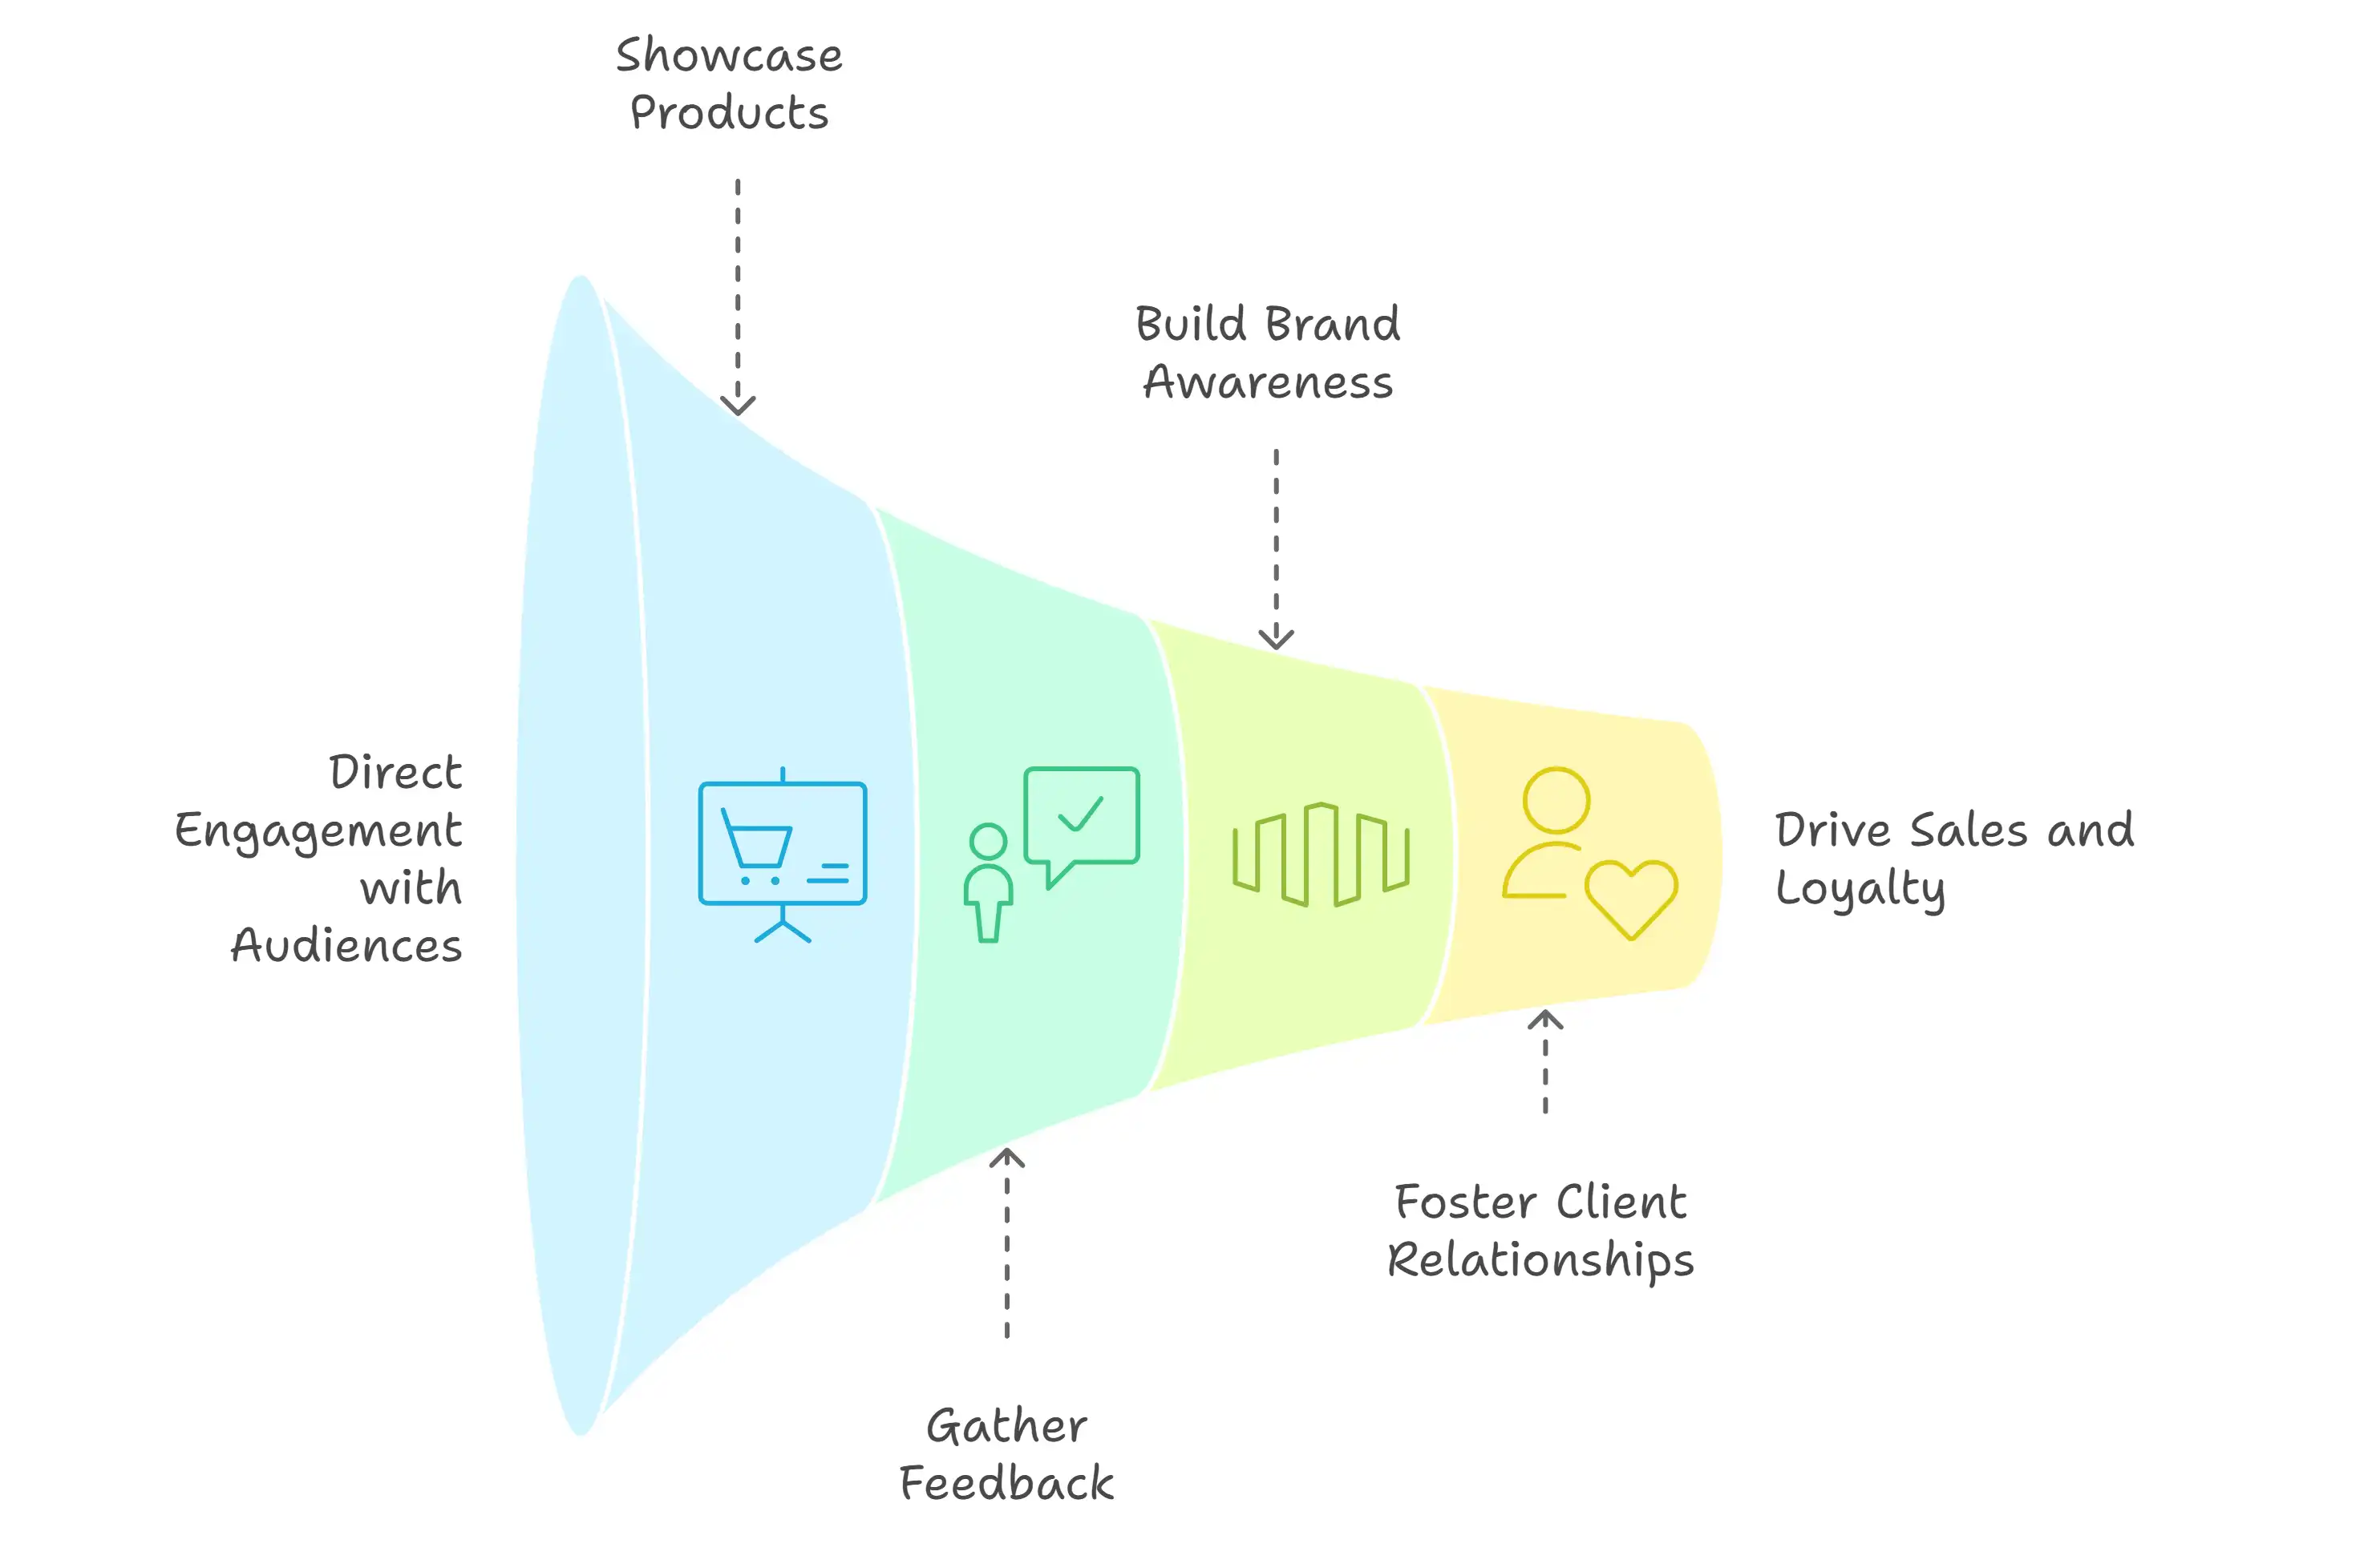 Showcase
Products
Build Brand
Awareness
Direct
Engagement
with
Audiences
Drive Sales and
Loyalty
Foster Client
Relationships
Gather
Feedback